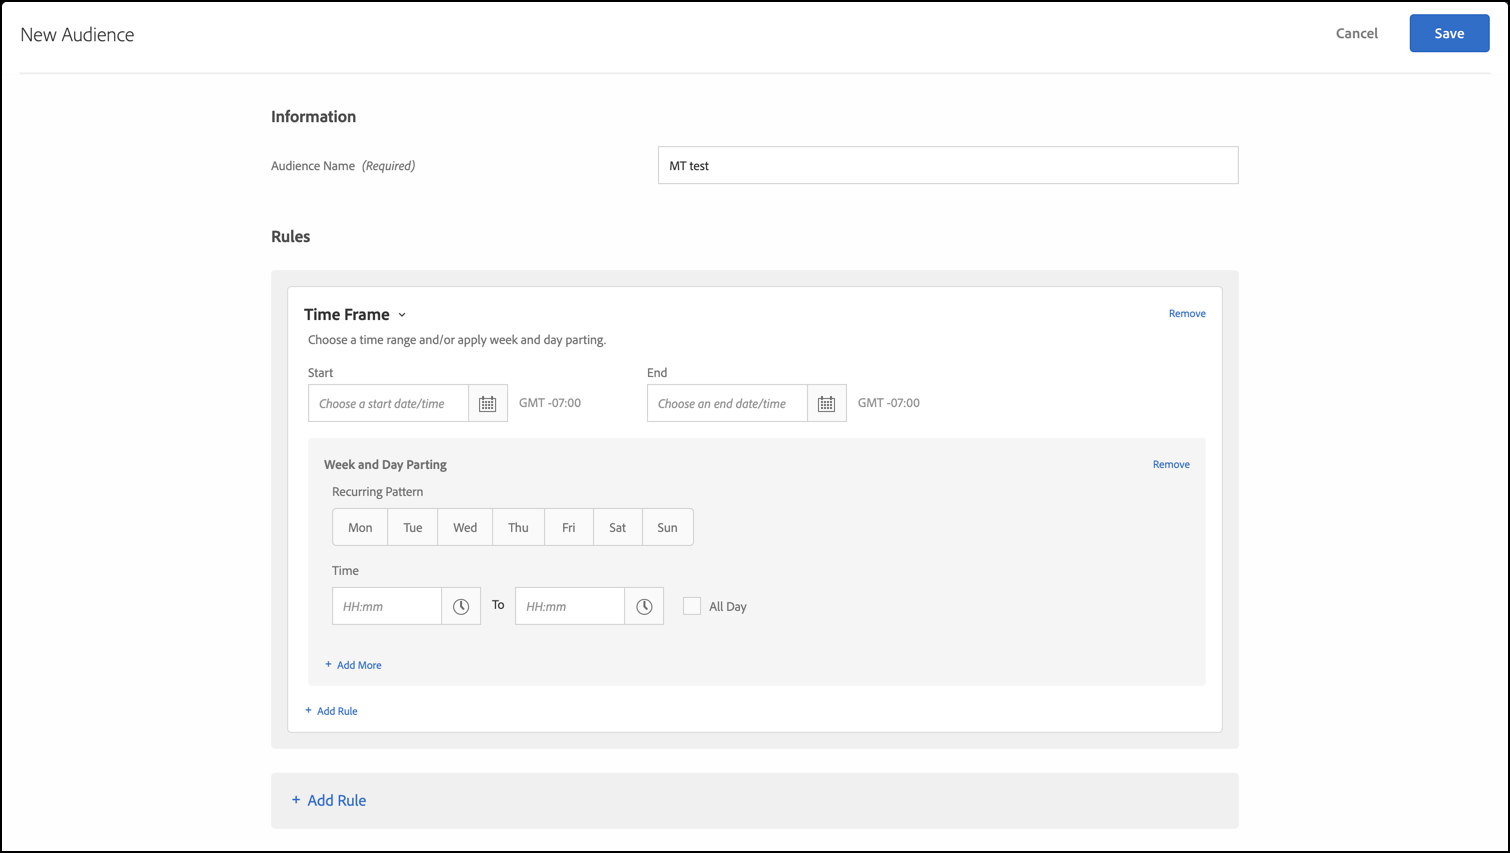 New Audience
Cancel
Save
Information
Audience Name (Required)
MT test
Rules
Time Frame
Remove
Choose a time range and/or apply week and day parting.
Start
End
Choose a start date/time
GMT -07:00
Choose an end date/time
GMT -07:00
Week and Day Parting
Remove
Recurring Pattern
Mon Tue Wed Thu Fri Sat Sun
Time
HH:mm
To
HH:mm
All Day
+ Add More
+ Add Rule
+ Add Rule